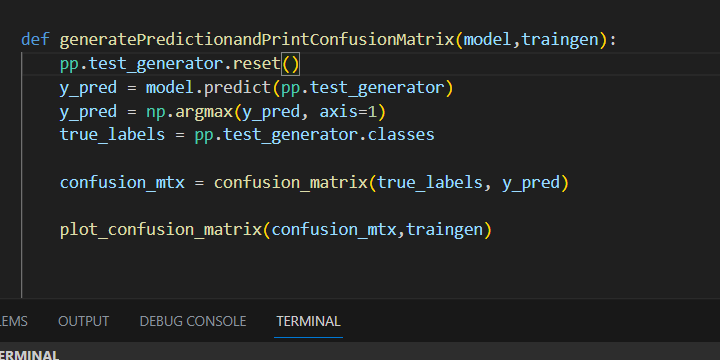 def generatePredictionandPrintConfusionMatrix(model,traingen):
pp.test_generator.reset()
y_pred = model.predict(pp.test_generator)
y_pred = np.argmax(y_pred, axis=1)
true_labels = pp.test_generator.classes
confusion_mtx = confusion_matrix(true_labels, y_pred)
plot_confusion_matrix(confusion_mtx,traingen)
LEMS OUTPUT DEBUG CONSOLE TERMINAL
TERMINAL